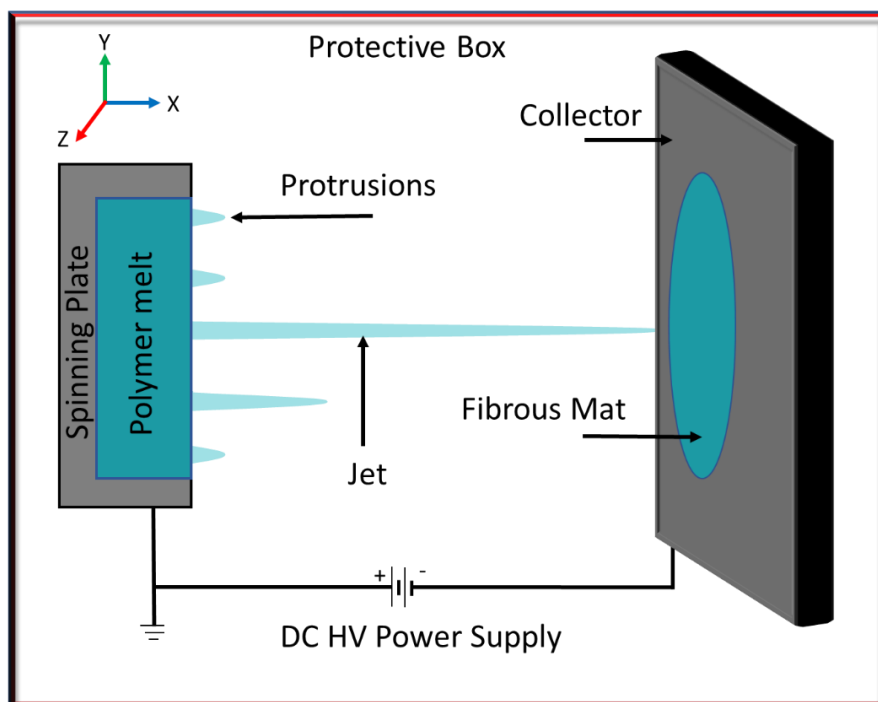 Protective Box
Y
X
Z
Collector
Protrusions
Spinning Plate
Polymer melt
Fibrous Mat
Jet
+
-
DC HV Power Supply